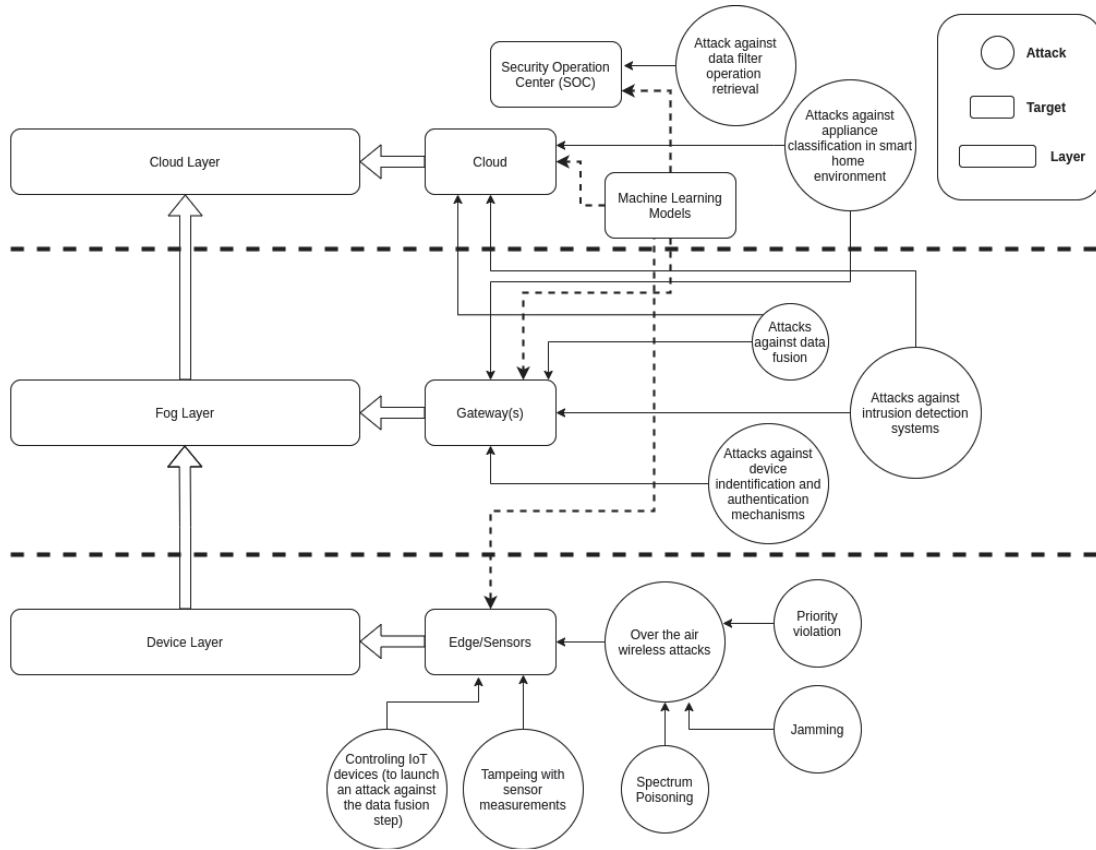 Attack against
data filter
operation
retrieval
Security Operation
Center (SOC)
Attack
Target
Layer
Attacks against
appliance
classification in smart
home
environment
Cloud Layer
Cloud
Machine Learning
Models
Attacks
against data
fusion
Fog Layer
Gateway(s)
Attacks against
intrusion detection
systems
Attacks against
device
indentification and
authentication
mechanisms
Device Layer
Edge/Sensors
Over the air
wireless attacks
Priority
violation
Jamming
Controling IoT
devices (to launch
an attack against
the data fusion
step)
Tampeing with
sensor
measurements
Spectrum
Poisoning